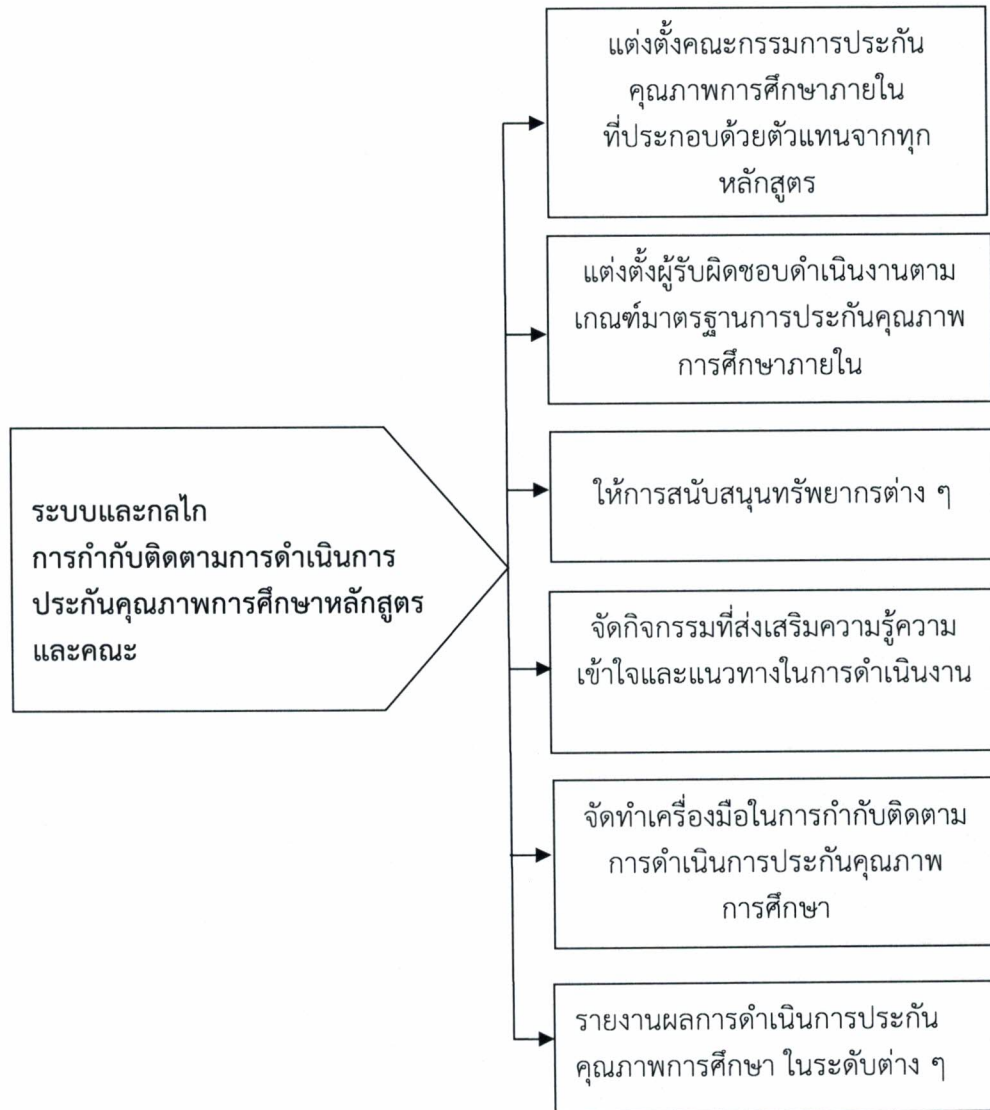 แต่งตั้งคณะกรรมการประกัน
คุณภาพการศึกษาภายใน
ที่ประกอบด้วยตัวแทนจากทุก
หลักสูตร
แต่งตั้งผู้รับผิดชอบดำเนินงานตาม
เกณฑ์มาตรฐานการประกันคุณภาพ
การศึกษาภายใน
ให้การสนับสนุนทรัพยากรต่าง ๆ
ระบบและกลไก
การกำกับติดตามการดำเนินการ
ประกันคุณภาพการศึกษาหลักสูตร
และคณะ
จัดกิจกรรมที่ส่งเสริมความรู้ความ
เข้าใจและแนวทางในการดำเนินงาน
จัดทำเครื่องมือในการกำกับติดตาม
การดำเนินการประกันคุณภาพ
การศึกษา
รายงานผลการดำเนินการประกัน
คุณภาพการศึกษา ในระดับต่าง ๆ